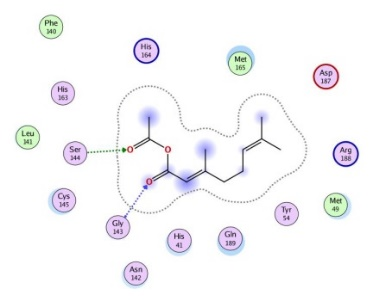 Phe
140
His
164
Met
165
Asp
187
His
163
Leu
141
Ser
144
O
O
O
Arg
188
Cys
145
Gly
143
His
41
Gln
189
Tyr
54
Met
49
Asn
142